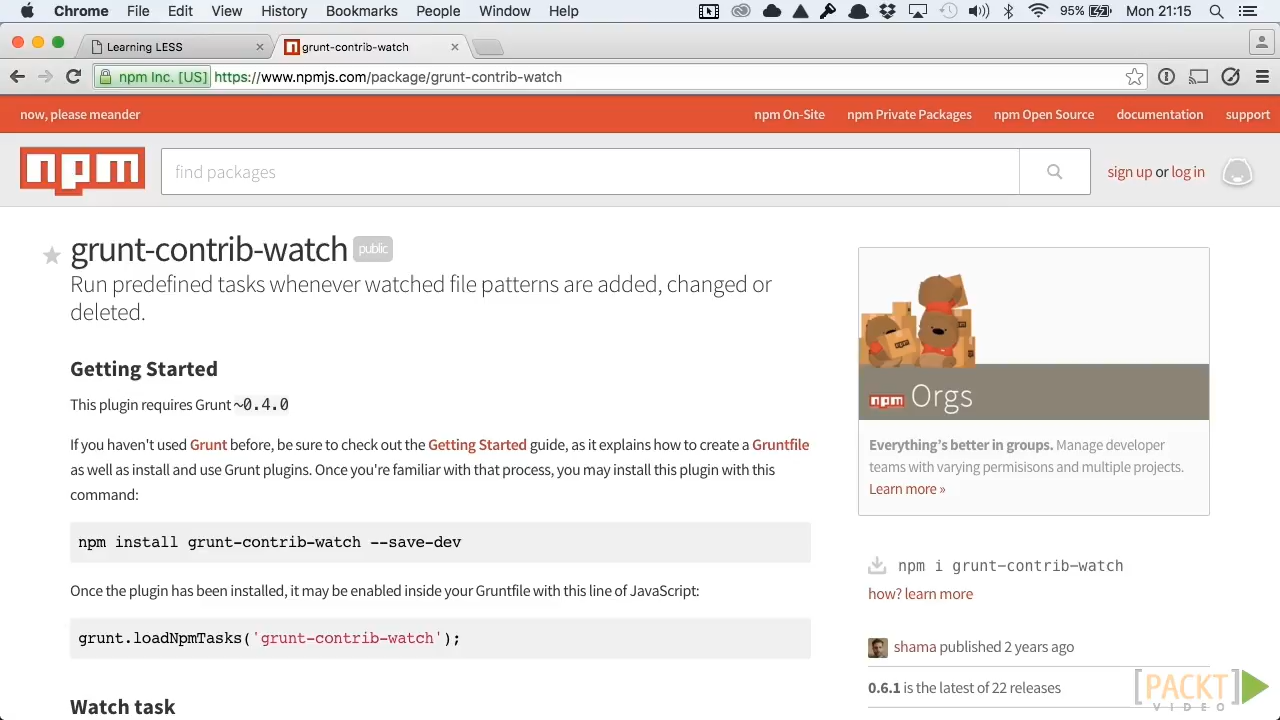 Chrome File Edit View History Bookmarks People Window Help 95% Mon 21:15
Learning LESS grunt-contrib-watch
npm Inc. [US] https://www.npmjs.com/package/grunt-contrib-watch
now, please meander npm On-Site npm Private Packages npm Open Source documentation support
npm find packages sign up or log in
grunt-contrib-watch public
Run predefined tasks whenever watched file patterns are added, changed or
deleted.
Getting Started
This plugin requires Grunt ~0.4.0
If you haven't used Grunt before, be sure to check out the Getting Started guide, as it explains how to create a Gruntfile
as well as install and use Grunt plugins. Once you're familiar with that process, you may install this plugin with this
command:
npm install grunt-contrib-watch --save-dev
Once the plugin has been installed, it may be enabled inside your Gruntfile with this line of JavaScript:
grunt.loadNpmTasks('grunt-contrib-watch');
Watch task
npm Orgs
Everything's better in groups. Manage developer
teams with varying permisisons and multiple projects.
Learn more »
npm i grunt-contrib-watch
how? learn more
shama published 2 years ago
0.6.1 is the latest of 22 releases
[PACKT]
VIDEO